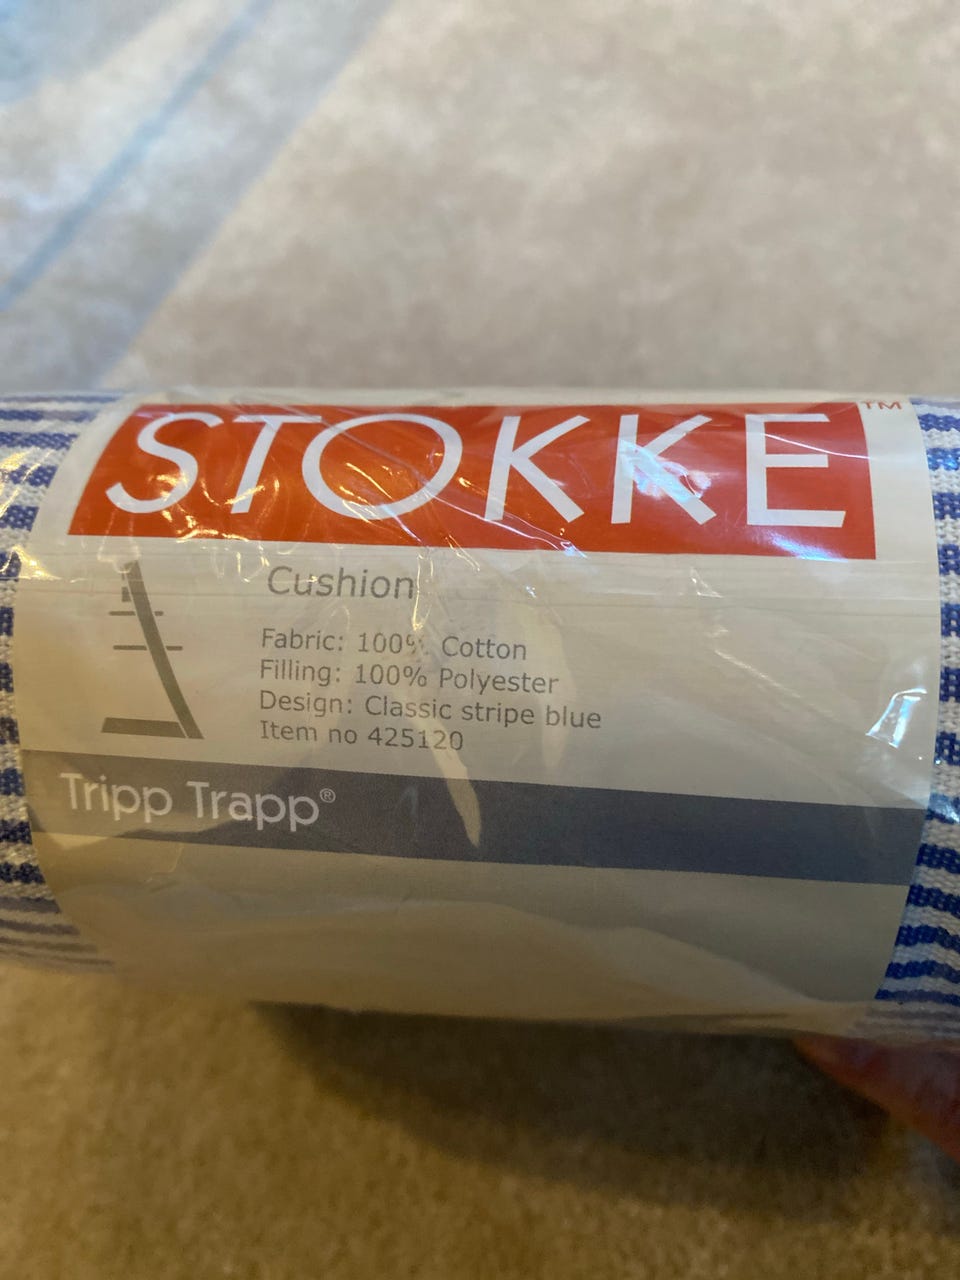 STOKKE™
Cushion
Fabric: 100% Cotton
Filling: 100% Polyester
Design: Classic stripe blue
Item no 425120
Tripp Trapp®